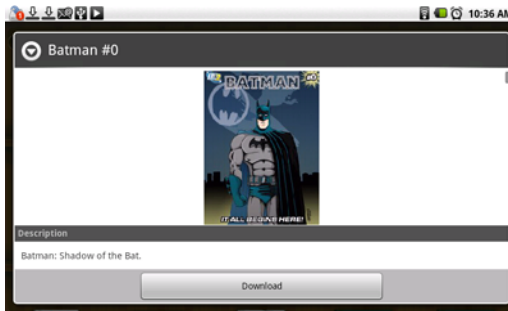 10:36 AM
Batman #0
BATMAN
#0
IT ALL BEGINS HERE!
Description
Batman: Shadow of the Bat.
Download